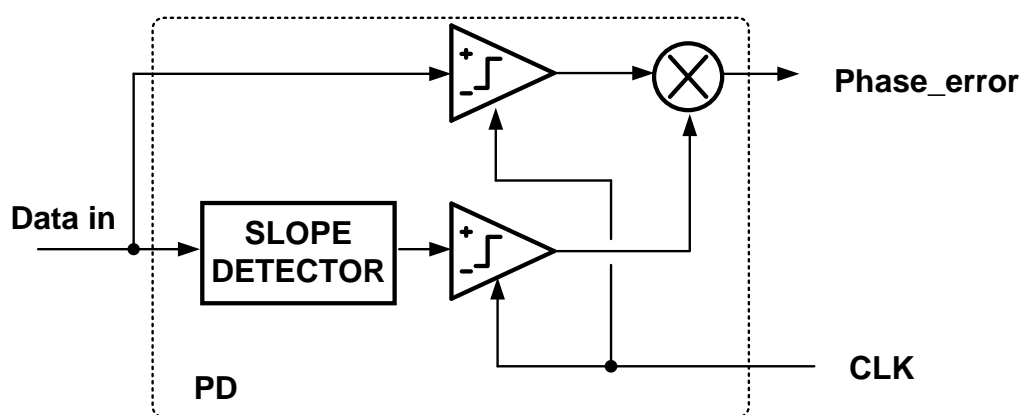 Phase_error
Data in
SLOPE
DETECTOR
CLK
PD